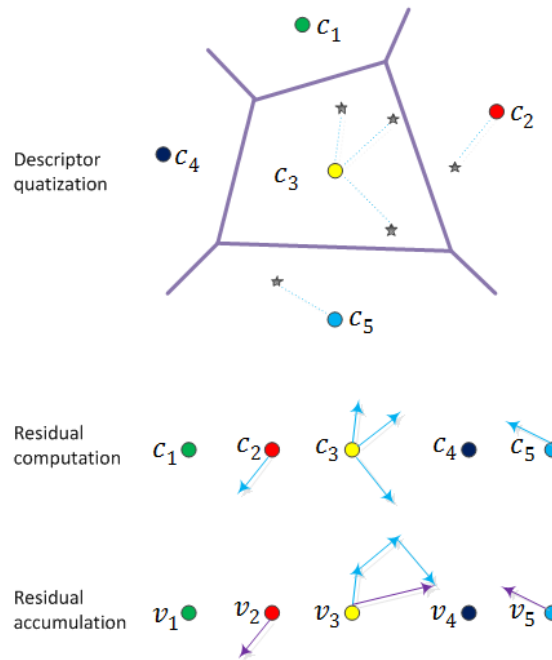 c₁
c₂
c₄
Descriptor
quatization
c₃
c₅
Residual
computation
c₁ c₂ c₃ c₄ c₅
Residual
accumulation
v₁ v₂ v₃ v₄ v₅